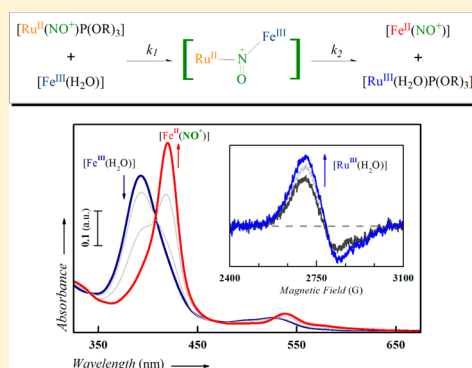 [Ru^II(NO⁺)P(OR)₃] + [Fe^III(H₂O)]
k₁
[ Ru^II N⁺ O Fe^III ]
k₂
[Fe^II(NO⁺)] + [Ru^III(H₂O)P(OR)₃]
[Fe^III(H₂O)]
[Fe^II(NO⁺)]
[Ru^III(H₂O)]
0.1 (a.u.)
Absorbance
2400 2750 3100
Magnetic Field (G)
350 450 550 650
Wavelength (nm)